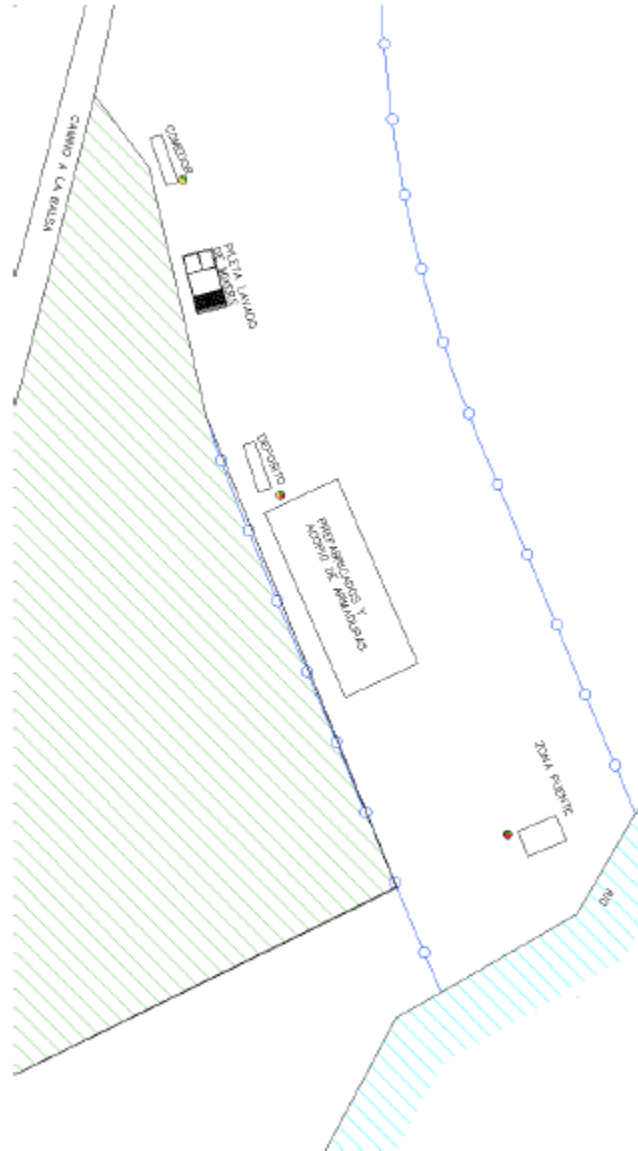 CAMINO A LA BALSA
COMEDOR
PILETA LAVADO
DE MIXERS
DEPOSITO
PREFABRICADOS Y
ACOPIO DE ARMADURAS
ZONA PUENTE
RIO